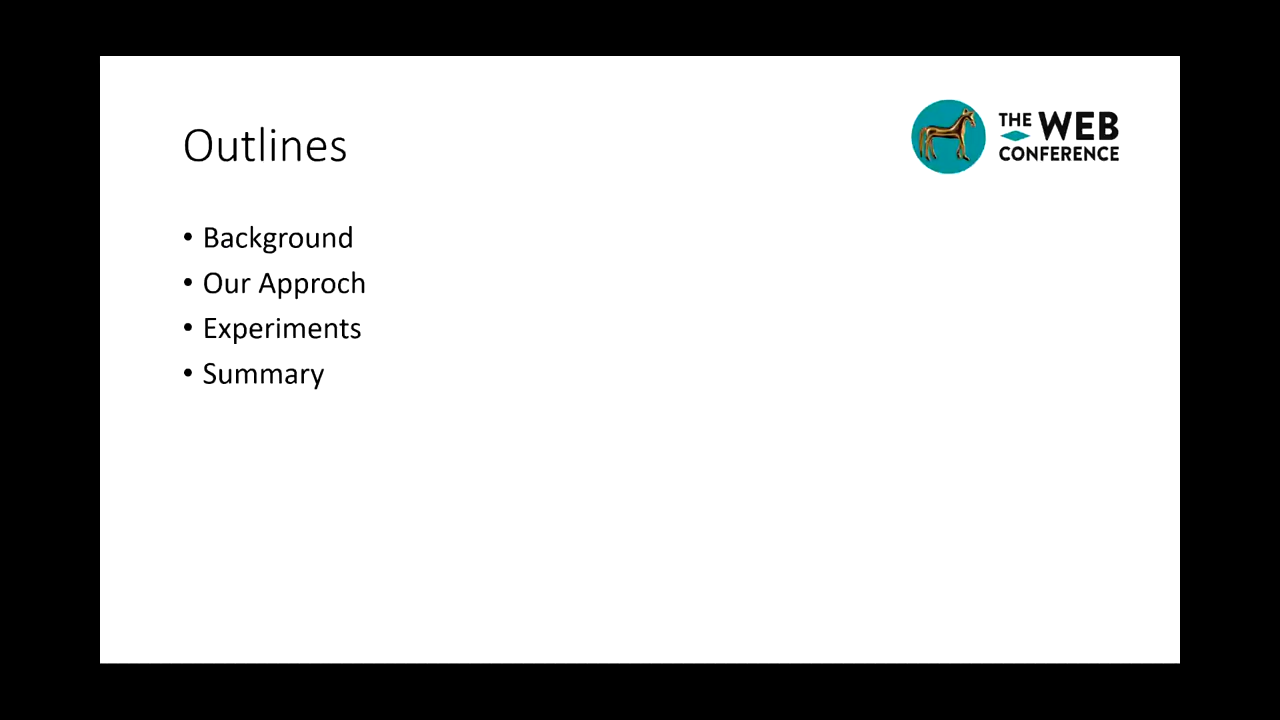 Outlines
THE WEB
CONFERENCE
• Background
• Our Approch
• Experiments
• Summary